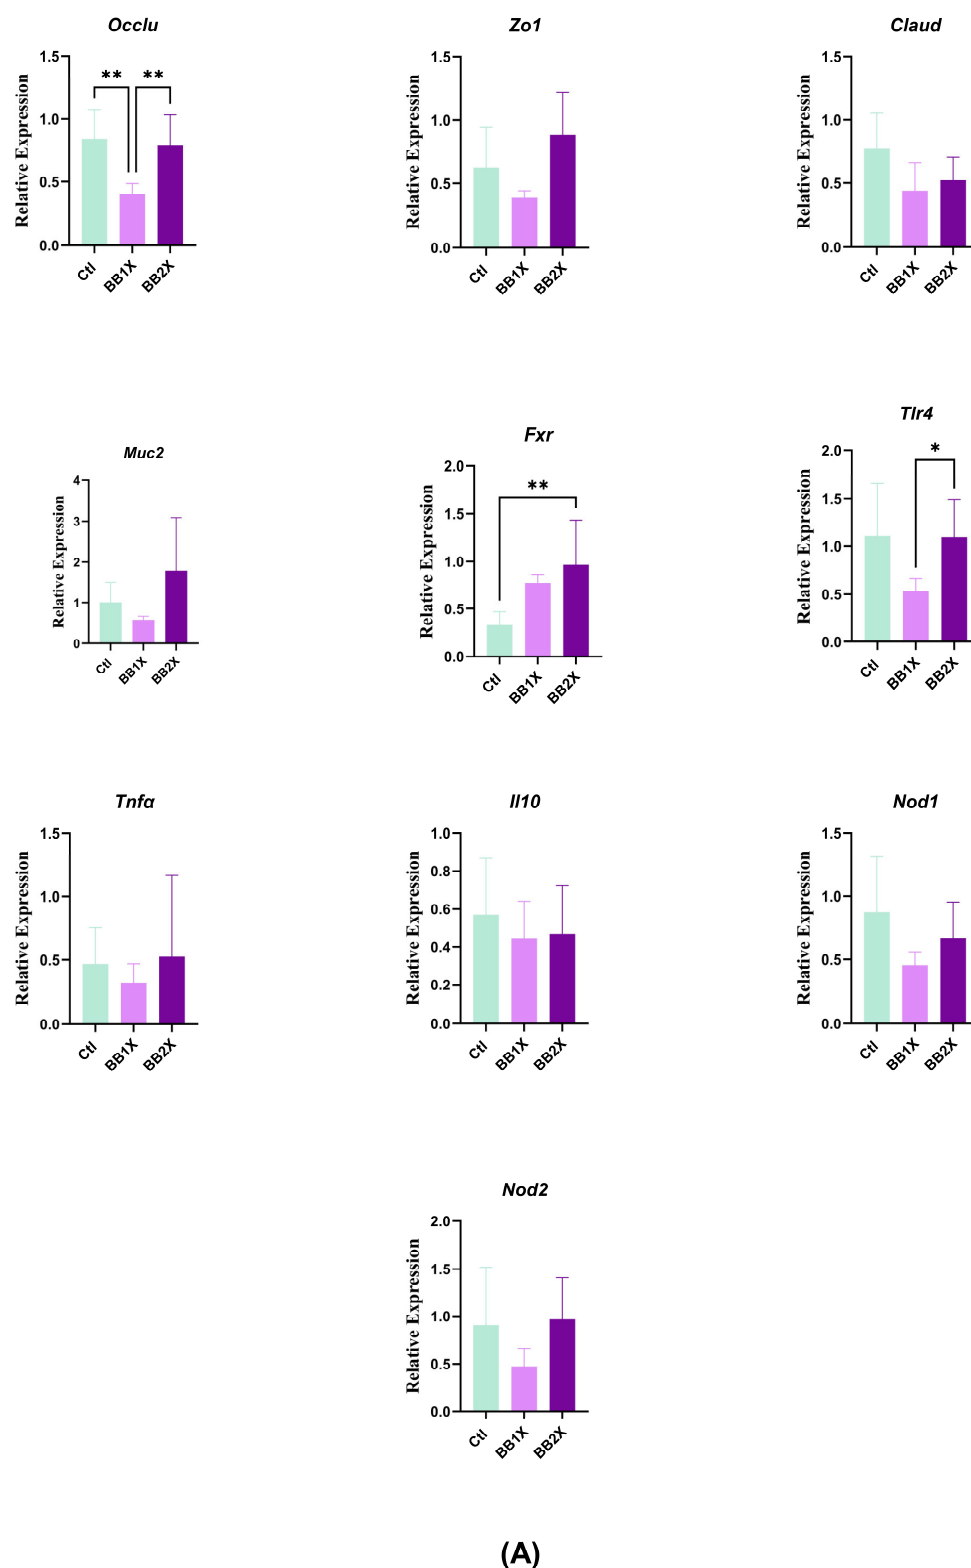 Occlu
Relative Expression
1.5
1.0
0.5
0.0
** **
Ctl BB1X BB2X
Zo1
Relative Expression
1.5
1.0
0.5
0.0
Ctl BB1X BB2X
Claud
Relative Expression
1.5
1.0
0.5
0.0
Ctl BB1X BB2X
Muc2
Relative Expression
4
3
2
1
0
Ctl BB1X BB2X
Fxr
Relative Expression
2.0
1.5
1.0
0.5
0.0
**
Ctl BB1X BB2X
Tlr4
Relative Expression
2.0
1.5
1.0
0.5
0.0
*
Ctl BB1X BB2X
Tnfα
Relative Expression
1.5
1.0
0.5
0.0
Ctl BB1X BB2X
Il10
Relative Expression
1.0
0.8
0.6
0.4
0.2
0.0
Ctl BB1X BB2X
Nod1
Relative Expression
1.5
1.0
0.5
0.0
Ctl BB1X BB2X
Nod2
Relative Expression
2.0
1.5
1.0
0.5
0.0
Ctl BB1X BB2X
(A)